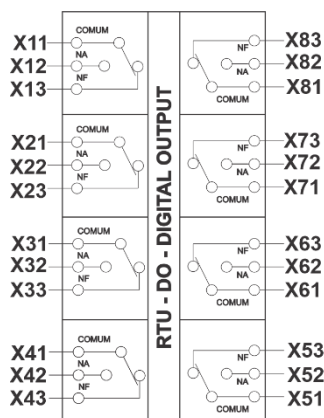 X11 COMUM
X12 NA
X13 NF
X21 COMUM
X22 NA
X23 NF
X31 COMUM
X32 NA
X33 NF
X41 COMUM
X42 NA
X43 NF
RTU - DO - DIGITAL OUTPUT
NF X83
NA X82
COMUM X81
NF X73
NA X72
COMUM X71
NF X63
NA X62
COMUM X61
NF X53
NA X52
COMUM X51